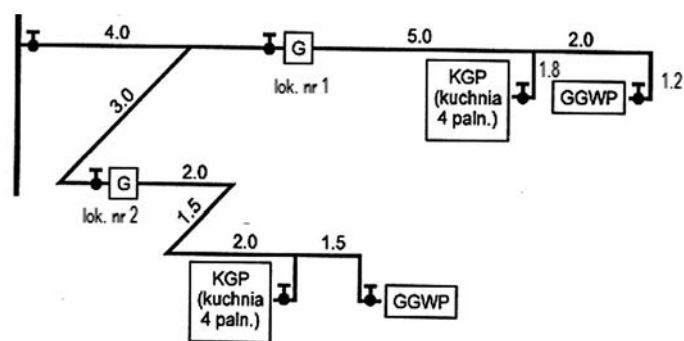 4.0
G
5.0
2.0
lok. nr 1
KGP
(kuchnia
4 paln.)
1.8
GGWP
1.2
3.0
G
2.0
lok. nr 2
1.5
2.0
1.5
KGP
(kuchnia
4 paln.)
GGWP